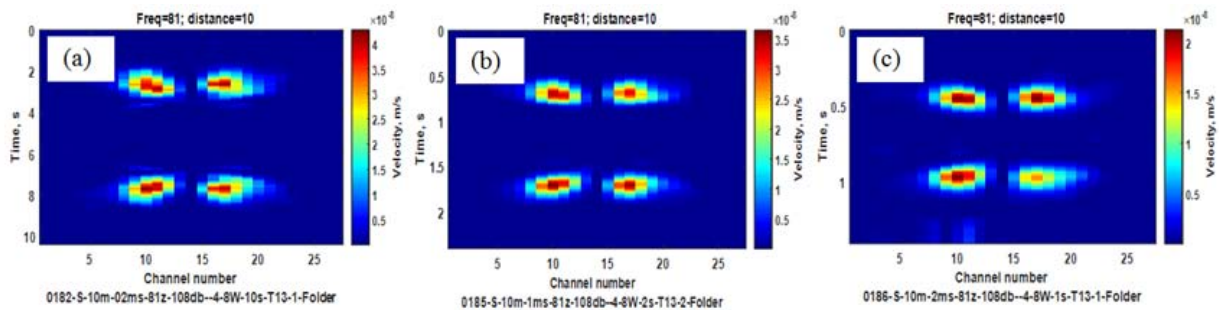 Freq=81; distance=10
×10⁻⁸
(a)
0
2
4
6
8
10
Time, s
5
10
15
20
25
Channel number
4
3.5
3
2.5
2
1.5
1
0.5
Velocity, m/s
0182-S-10m-02ms-81z-108db--4-8W-10s-T13-1-Folder
Freq=81; distance=10
×10⁻⁸
(b)
0
0.5
1
1.5
2
Time, s
5
10
15
20
25
Channel number
3.5
3
2.5
2
1.5
1
0.5
Velocity, m/s
0185-S-10m-1ms-81z-108db--4-8W-2s-T13-2-Folder
Freq=81; distance=10
×10⁻⁸
(c)
0
0.5
1
Time, s
5
10
15
20
25
Channel number
2
1.5
1
0.5
Velocity, m/s
0186-S-10m-2ms-81z-108db--4-8W-1s-T13-1-Folder